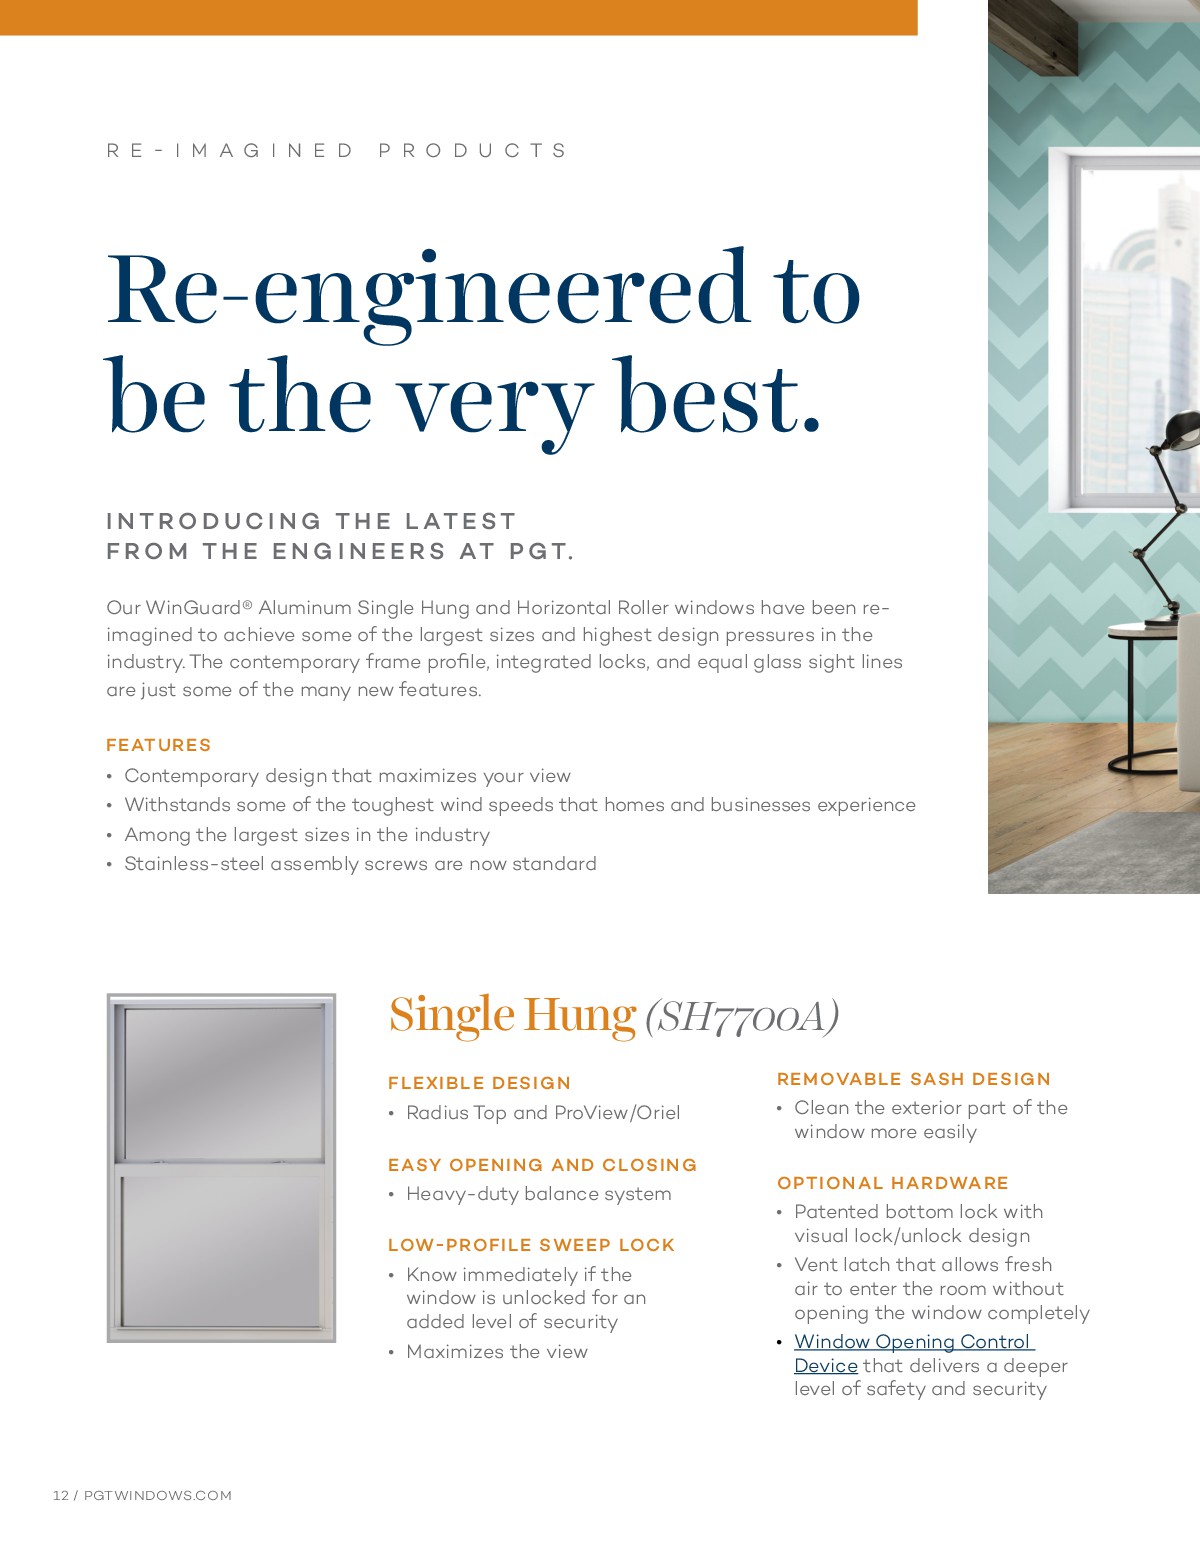 RE-IMAGINED PRODUCTS
Re-engineered to
be the very best.
INTRODUCING THE LATEST
FROM THE ENGINEERS AT PGT.
Our WinGuard® Aluminum Single Hung and Horizontal Roller windows have been re-
imagined to achieve some of the largest sizes and highest design pressures in the
industry. The contemporary frame profile, integrated locks, and equal glass sight lines
are just some of the many new features.
FEATURES
• Contemporary design that maximizes your view
• Withstands some of the toughest wind speeds that homes and businesses experience
• Among the largest sizes in the industry
• Stainless-steel assembly screws are now standard
Single Hung (SH7700A)
FLEXIBLE DESIGN
• Radius Top and ProView/Oriel
EASY OPENING AND CLOSING
• Heavy-duty balance system
LOW-PROFILE SWEEP LOCK
• Know immediately if the
window is unlocked for an
added level of security
• Maximizes the view
REMOVABLE SASH DESIGN
• Clean the exterior part of the
window more easily
OPTIONAL HARDWARE
• Patented bottom lock with
visual lock/unlock design
• Vent latch that allows fresh
air to enter the room without
opening the window completely
• Window Opening Control
Device that delivers a deeper
level of safety and security
12 / PGTWINDOWS.COM